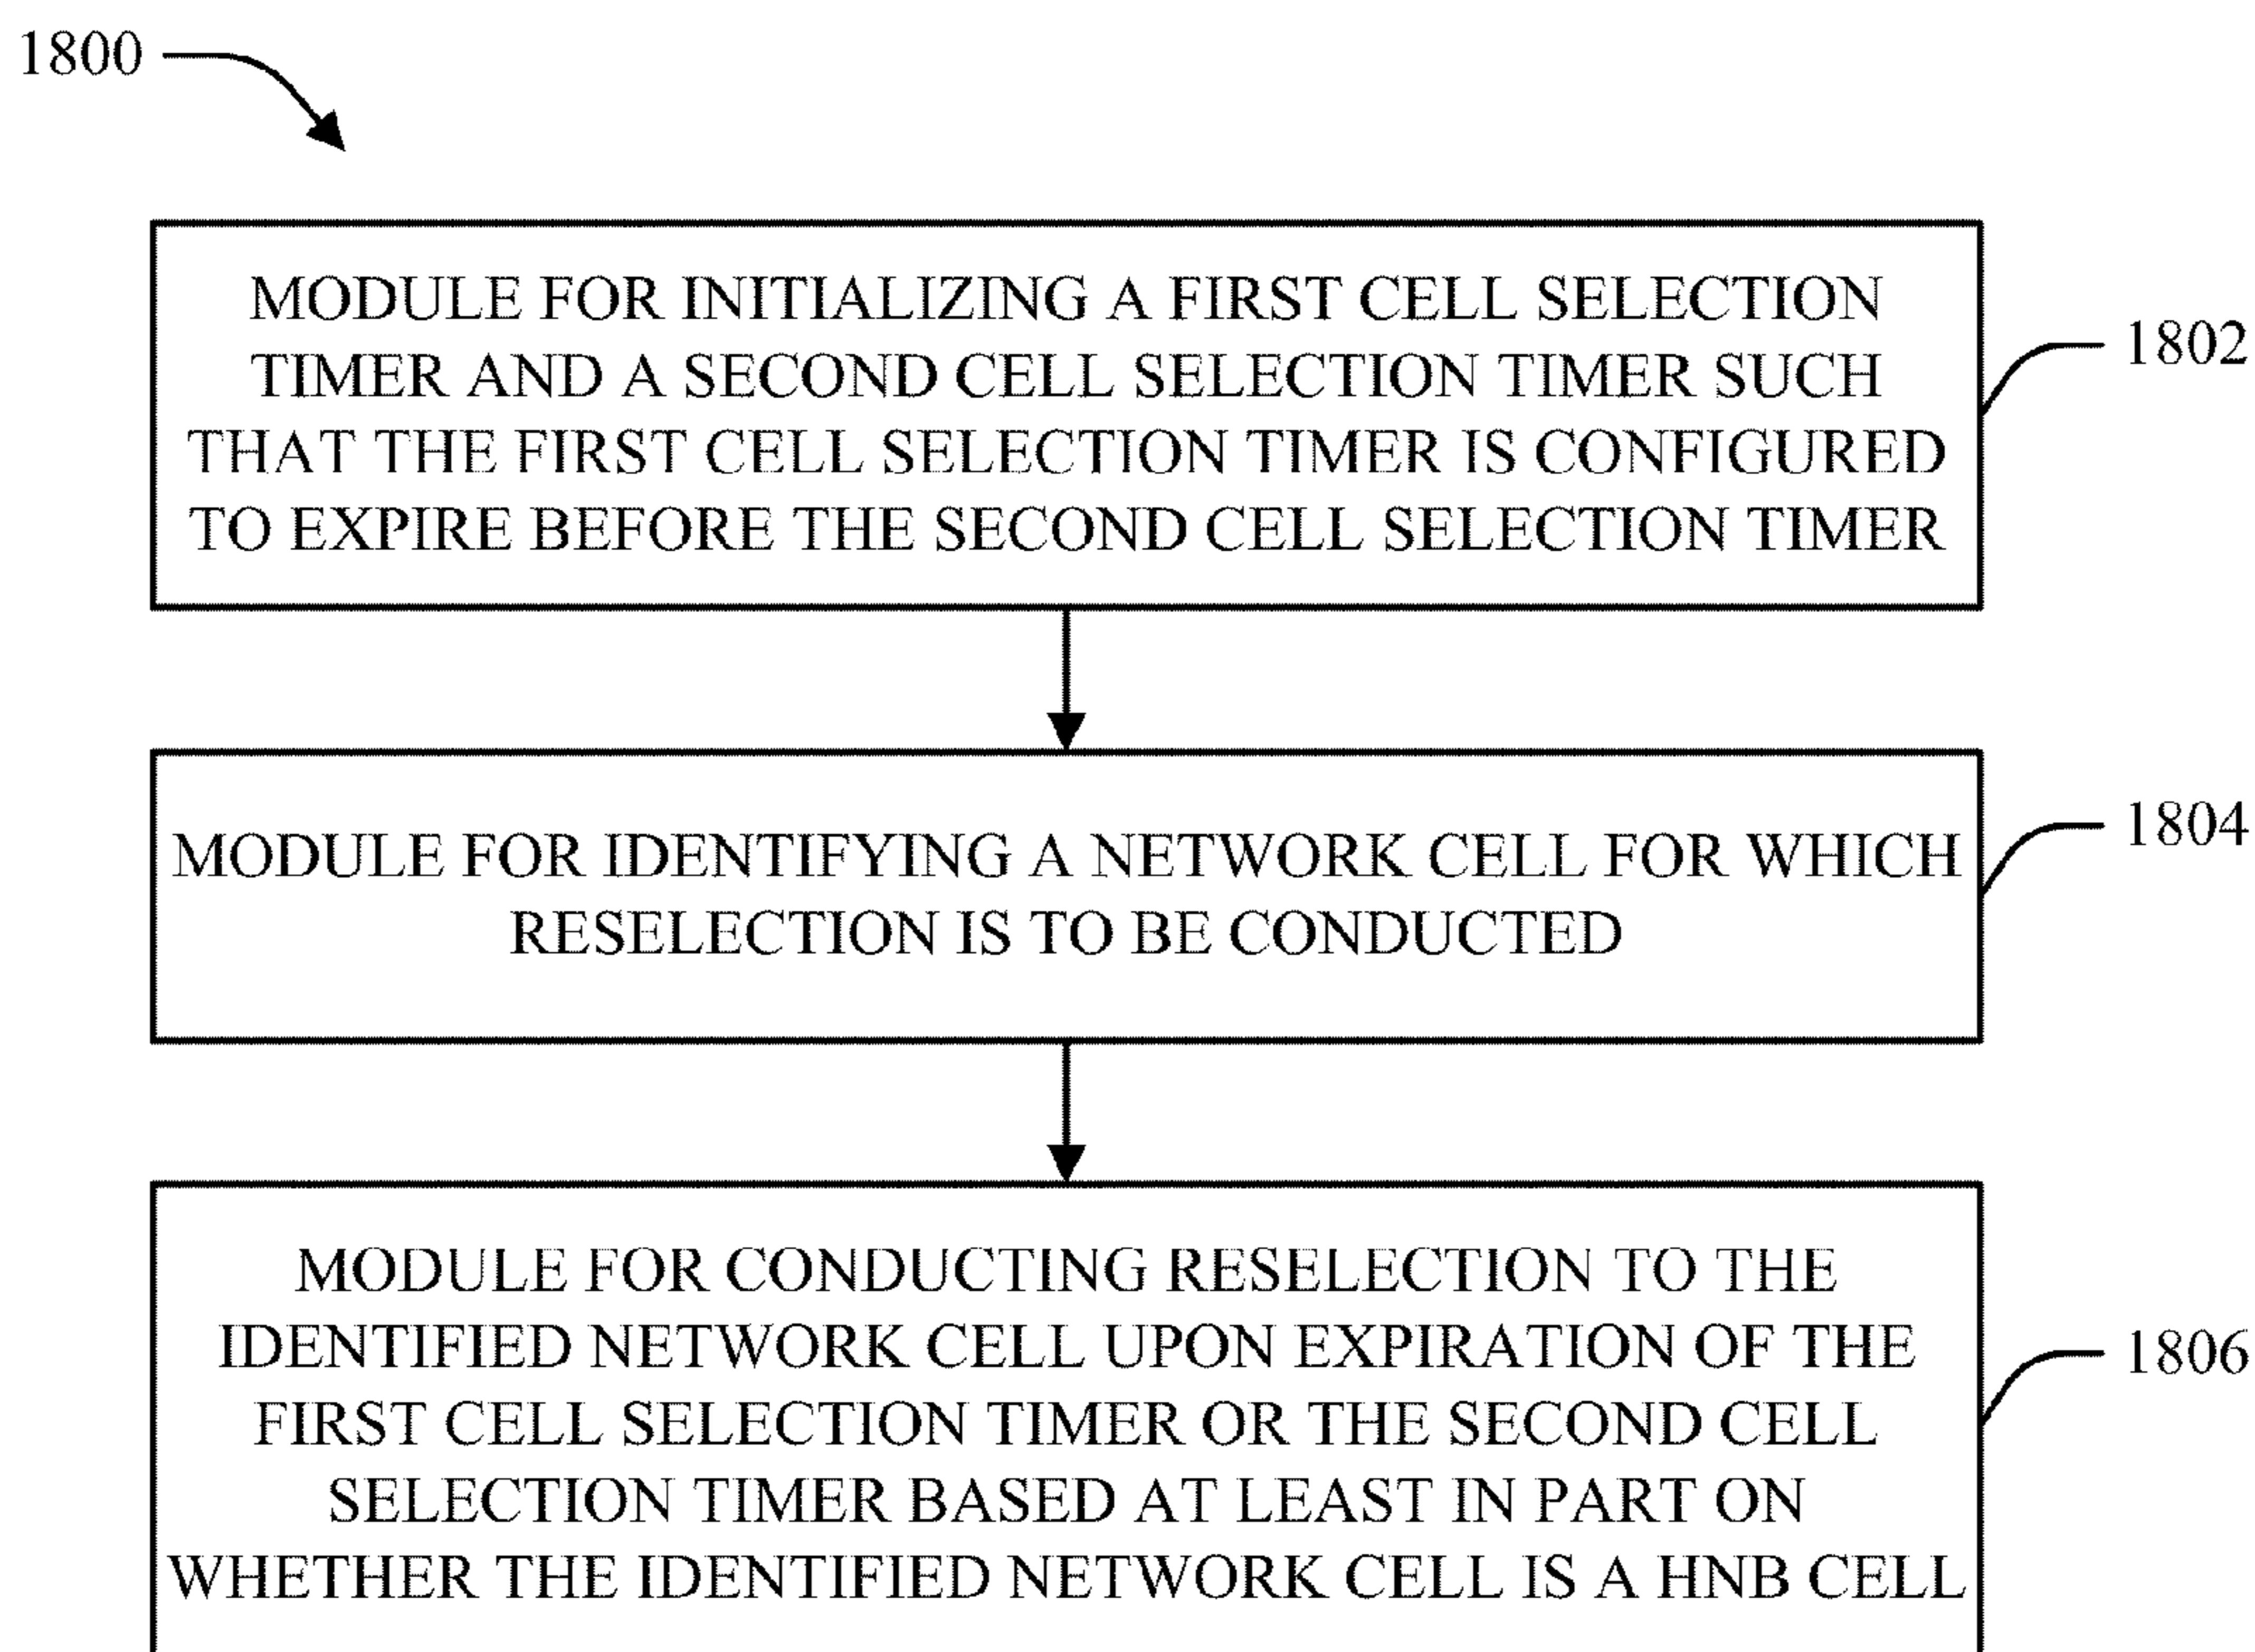 1800
MODULE FOR INITIALIZING A FIRST CELL SELECTION
TIMER AND A SECOND CELL SELECTION TIMER SUCH
THAT THE FIRST CELL SELECTION TIMER IS CONFIGURED
TO EXPIRE BEFORE THE SECOND CELL SELECTION TIMER
1802
MODULE FOR IDENTIFYING A NETWORK CELL FOR WHICH
RESELECTION IS TO BE CONDUCTED
1804
MODULE FOR CONDUCTING RESELECTION TO THE
IDENTIFIED NETWORK CELL UPON EXPIRATION OF THE
FIRST CELL SELECTION TIMER OR THE SECOND CELL
SELECTION TIMER BASED AT LEAST IN PART ON
WHETHER THE IDENTIFIED NETWORK CELL IS A HNB CELL
1806